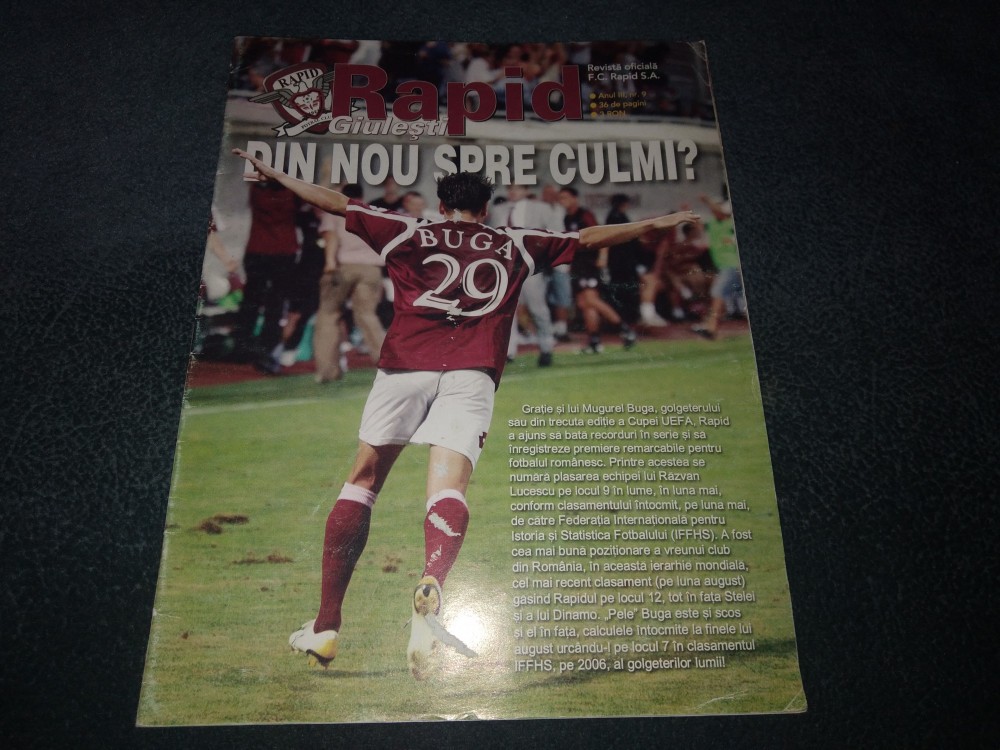 RAPID
Rapid
Giulești
Revistă oficială
F.C. Rapid S.A.
Anul III, nr. 9
36 de pagini
3 RON
DIN NOU SPRE CULMI?
BUGA
29
Grație și lui Mugurel Buga, golgeterului
său din trecuta ediție a Cupei UEFA, Rapid
a ajuns să bată recorduri în serie și să
înregistreze premiere remarcabile pentru
fotbalul românesc. Printre acestea se
numără plasarea echipei lui Răzvan
Lucescu pe locul 9 în lume, în luna mai,
conform clasamentului întocmit, pe luna mai,
de către Federația Internațională pentru
Istoria și Statistica Fotbalului (IFFHS). A fost
cea mai bună poziționare a vreunui club
din România, în această ierarhie mondială,
cel mai recent clasament (pe luna august)
găsind Rapidul pe locul 12, tot în fața Stelei
și a lui Dinamo. „Pele” Buga este și scos
și el în față, calculele întocmite la finele lui
august urcându-l pe locul 7 în clasamentul
IFFHS, pe 2006, al golgeterilor lumii!